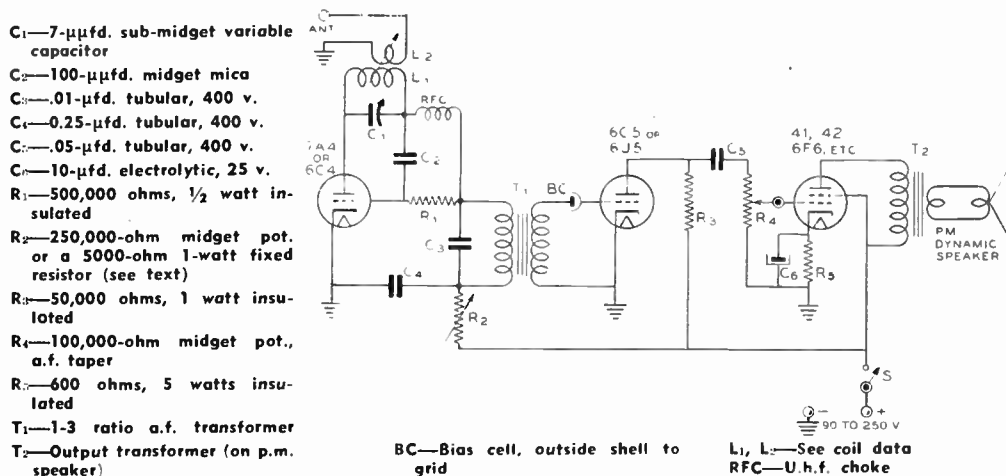 C₁—7-μμfd. sub-midget variable
capacitor
C₂—100-μμfd. midget mica
C₃—.01-μfd. tubular, 400 v.
C₄—0.25-μfd. tubular, 400 v.
C₅—.05-μfd. tubular, 400 v.
C₆—10-μfd. electrolytic, 25 v.
R₁—500,000 ohms, ½ watt in-
sulated
R₂—250,000-ohm midget pot.
or a 5000-ohm 1-watt fixed
resistor (see text)
R₃—50,000 ohms, 1 watt insu-
lated
R₄—100,000-ohm midget pot.,
a.f. taper
R₅—600 ohms, 5 watts insu-
lated
T₁—1-3 ratio a.f. transformer
T₂—Output transformer (on p.m.
speaker)
ANT
L₂
L₁
RFC
C₁
C₂
7A4
OR
6C4
R₁
C₃
C₄
R₂
T₁
BC
6C5 OR
6J5
R₃
C₅
R₄
41, 42
6F6, ETC
C₆
R₅
T₂
PM
DYNAMIC
SPEAKER
S
- +
90 TO 250 V
BC—Bias cell, outside shell to
grid
L₁, L₂—See coil data
RFC—U.h.f. choke